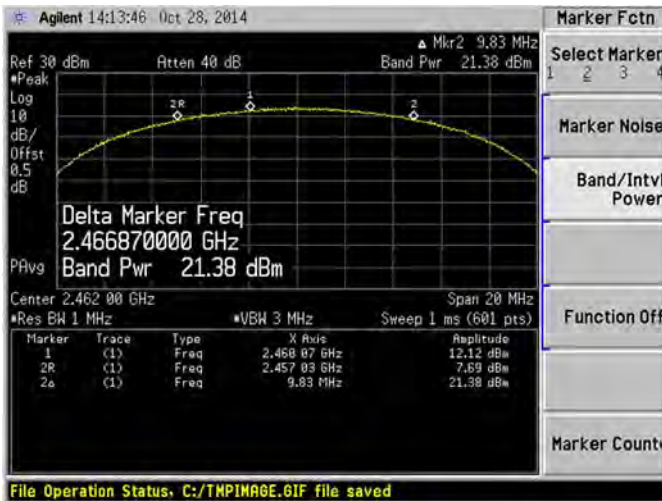 Agilent 14:13:46 Oct 28, 2014
Marker Fctn
Δ Mkr2 9.83 MHz
Ref 30 dBm Atten 40 dB Band Pwr 21.38 dBm
#Peak
Log
10
dB/
Offst
0.5
dB
2R 1 2
Delta Marker Freq
2.466870000 GHz
Band Pwr 21.38 dBm
PAvg
Center 2.462 00 GHz Span 20 MHz
#Res BW 1 MHz #VBW 3 MHz Sweep 1 ms (601 pts)
Marker Trace Type X Axis Amplitude
1 (1) Freq 2.460 07 GHz 12.12 dBm
2R (1) Freq 2.457 03 GHz 7.69 dBm
2Δ (1) Freq 9.83 MHz 21.38 dBm
Select Marker
1 2 3 4
Marker Noise
Band/Intvl
Power
Function Off
Marker Count
File Operation Status, C:/TMPIMAGE.GIF file saved